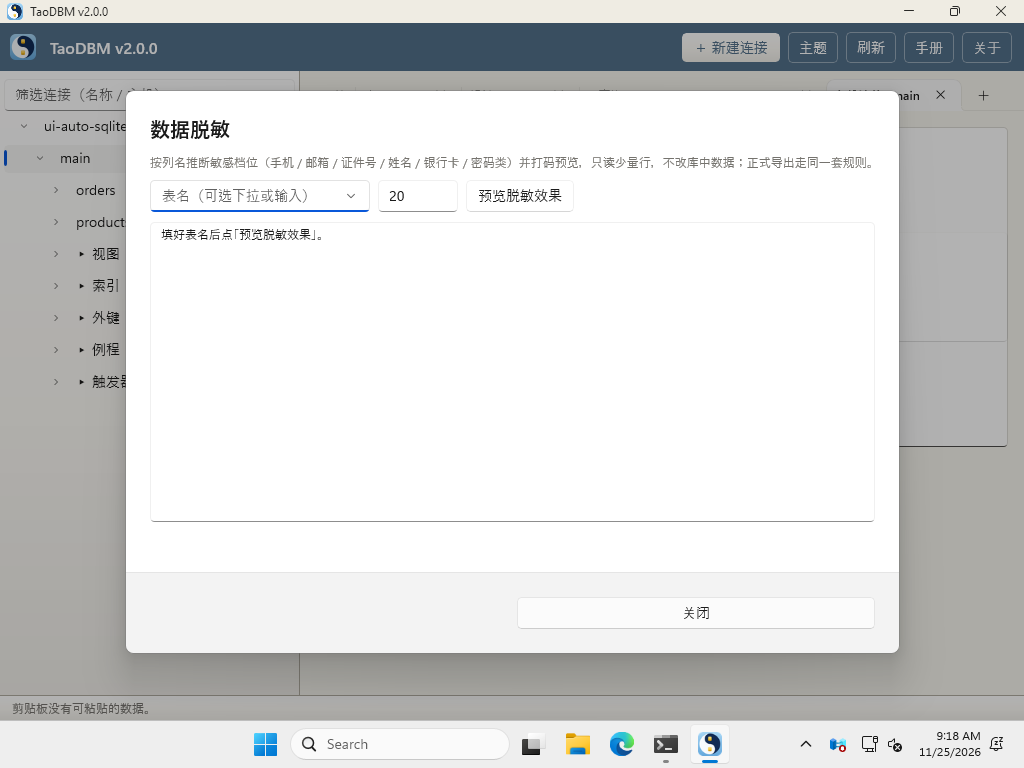 TaoDBM v2.0.0
TaoDBM v2.0.0
+ 新建连接
主题
刷新
手册
关于
筛选连接（名称 /
main
ui-auto-sqlite
main
orders
product
视图
索引
外键
例程
触发器
数据脱敏
按列名推断敏感档位（手机 / 邮箱 / 证件号 / 姓名 / 银行卡 / 密码类）并打码预览，只读少量行，不改库中数据；正式导出走同一套规则。
表名（可选下拉或输入）
20
预览脱敏效果
填好表名后点「预览脱敏效果」。
关闭
剪贴板没有可粘贴的数据。
Search
9:18 AM
11/25/2026